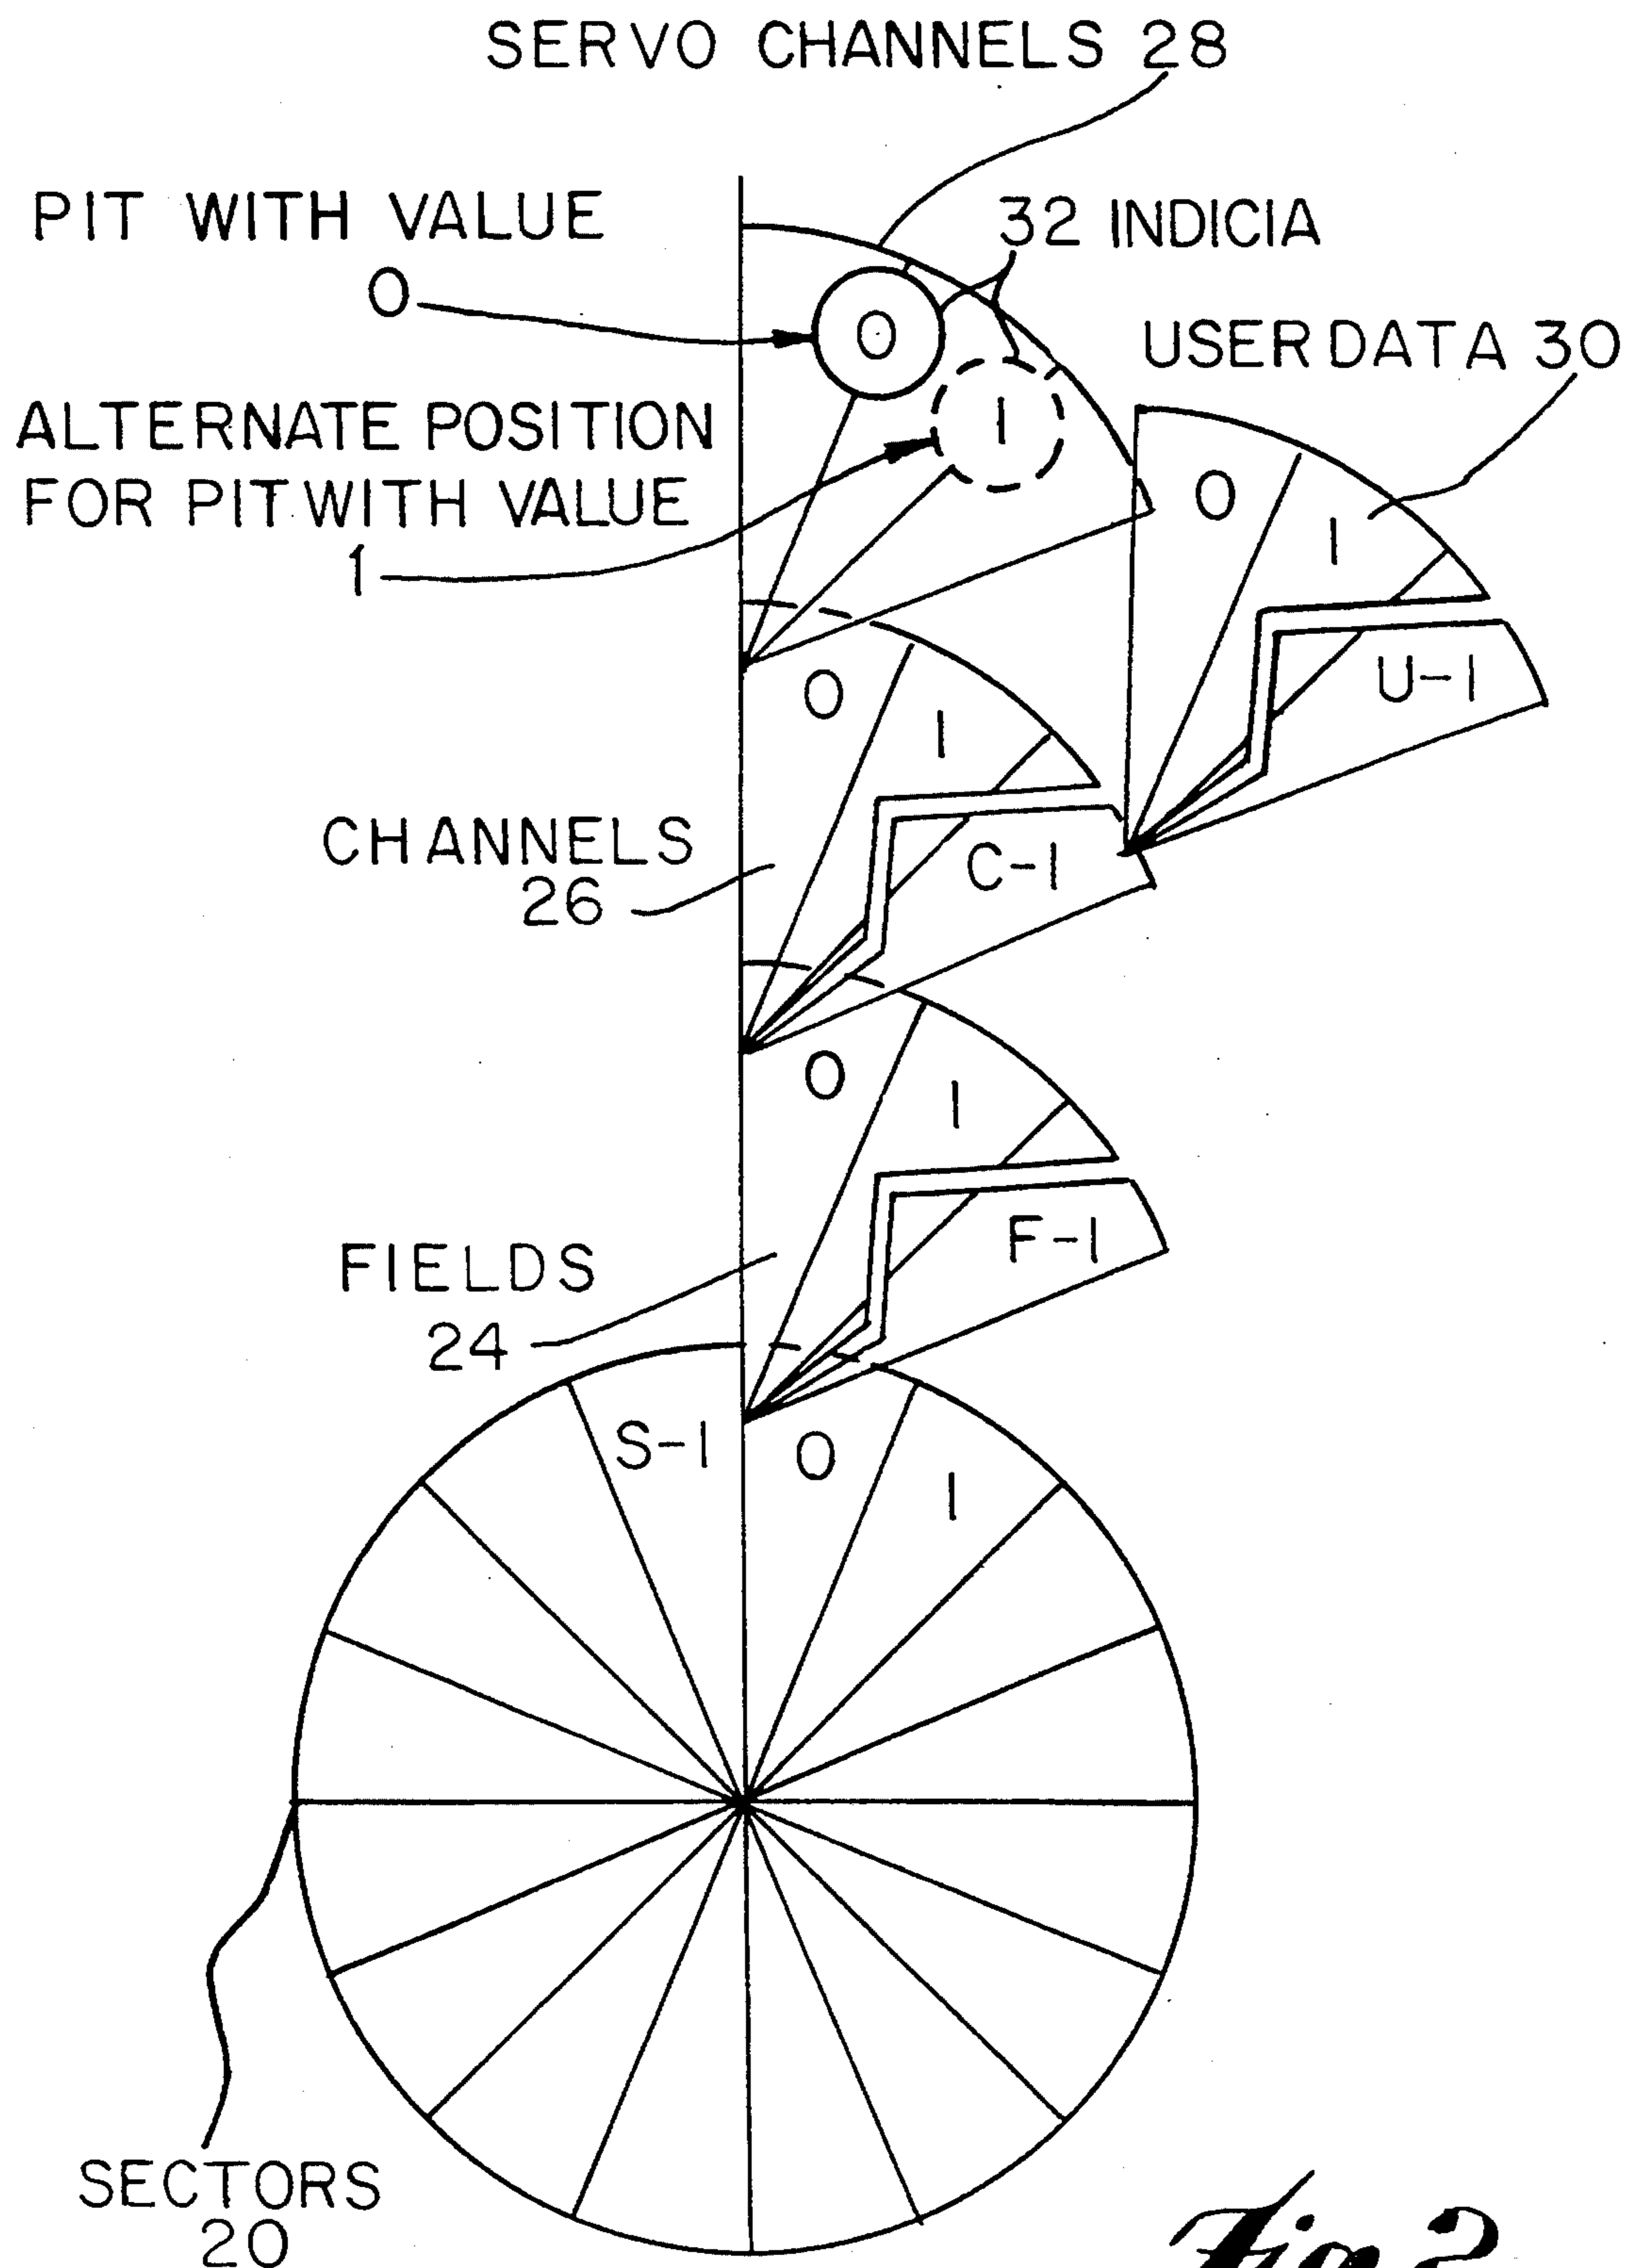 SERVO CHANNELS 28
PIT WITH VALUE
0
32 INDICIA
0
USER DATA 30
ALTERNATE POSITION
FOR PIT WITH VALUE
1
1
0
1
U-1
0
1
CHANNELS
26
C-1
0
1
FIELDS
24
F-1
S-1
0
1
SECTORS
20
Fig. 2